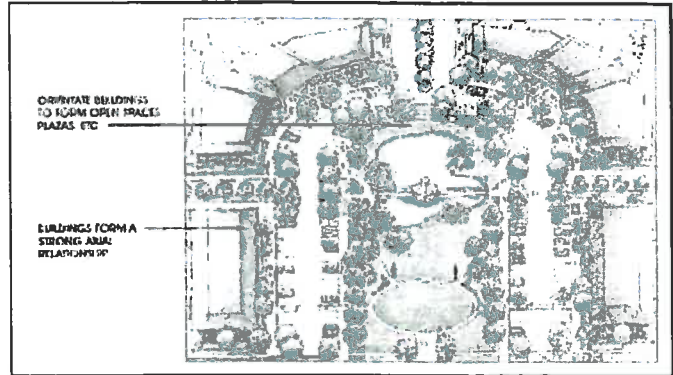 ORIENTATE BUILDINGS
TO FORM OPEN SPACES
PLAZAS, ETC
BUILDINGS FORM A
STRONG AXIAL
RELATIONSHIP